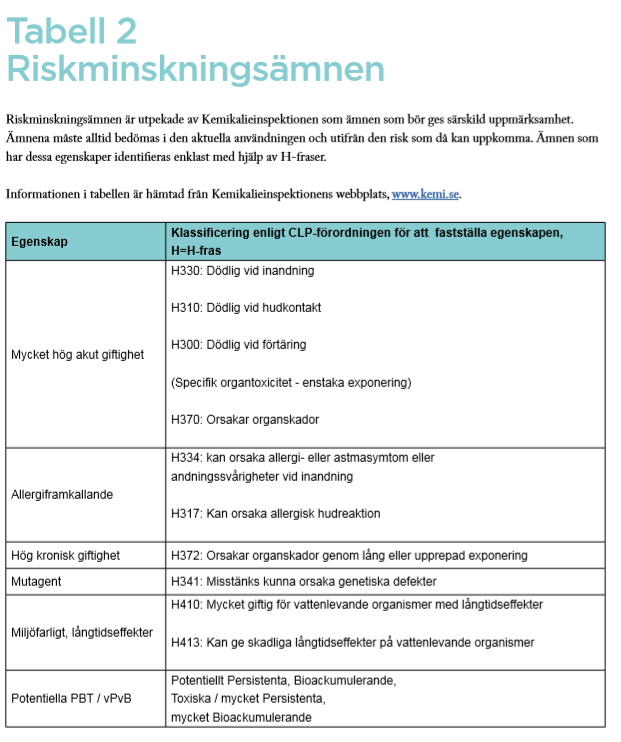 Tabell 2
Riskminskningsämnen
Riskminskningsämnen är utpekade av Kemikalieinspektionen som ämnen som bör ges särskild uppmärksamhet.
Ämnena måste alltid bedömas i den aktuella användningen och utifrån den risk som då kan uppkomma. Ämnen som
har dessa egenskaper identifieras enklast med hjälp av H-fraser.
Informationen i tabellen är hämtad från Kemikalieinspektionens webbplats, www.kemi.se.
Egenskap
Klassificering enligt CLP-förordningen för att fastställa egenskapen,
H=H-fras
Mycket hög akut giftighet
H330: Dödlig vid inandning
H310: Dödlig vid hudkontakt
H300: Dödlig vid förtäring
(Specifik organtoxicitet - enstaka exponering)
H370: Orsakar organskador
Allergiframkallande
H334: kan orsaka allergi- eller astmasymtom eller
andningssvårigheter vid inandning
H317: Kan orsaka allergisk hudreaktion
Hög kronisk giftighet
H372: Orsakar organskador genom lång eller upprepad exponering
Mutagent
H341: Misstänks kunna orsaka genetiska defekter
Miljöfarligt, långtidseffekter
H410: Mycket giftig för vattenlevande organismer med långtidseffekter
H413: Kan ge skadliga långtidseffekter på vattenlevande organismer
Potentiella PBT / vPvB
Potentiellt Persistenta, Bioackumulerande,
Toxiska / mycket Persistenta,
mycket Bioackumulerande